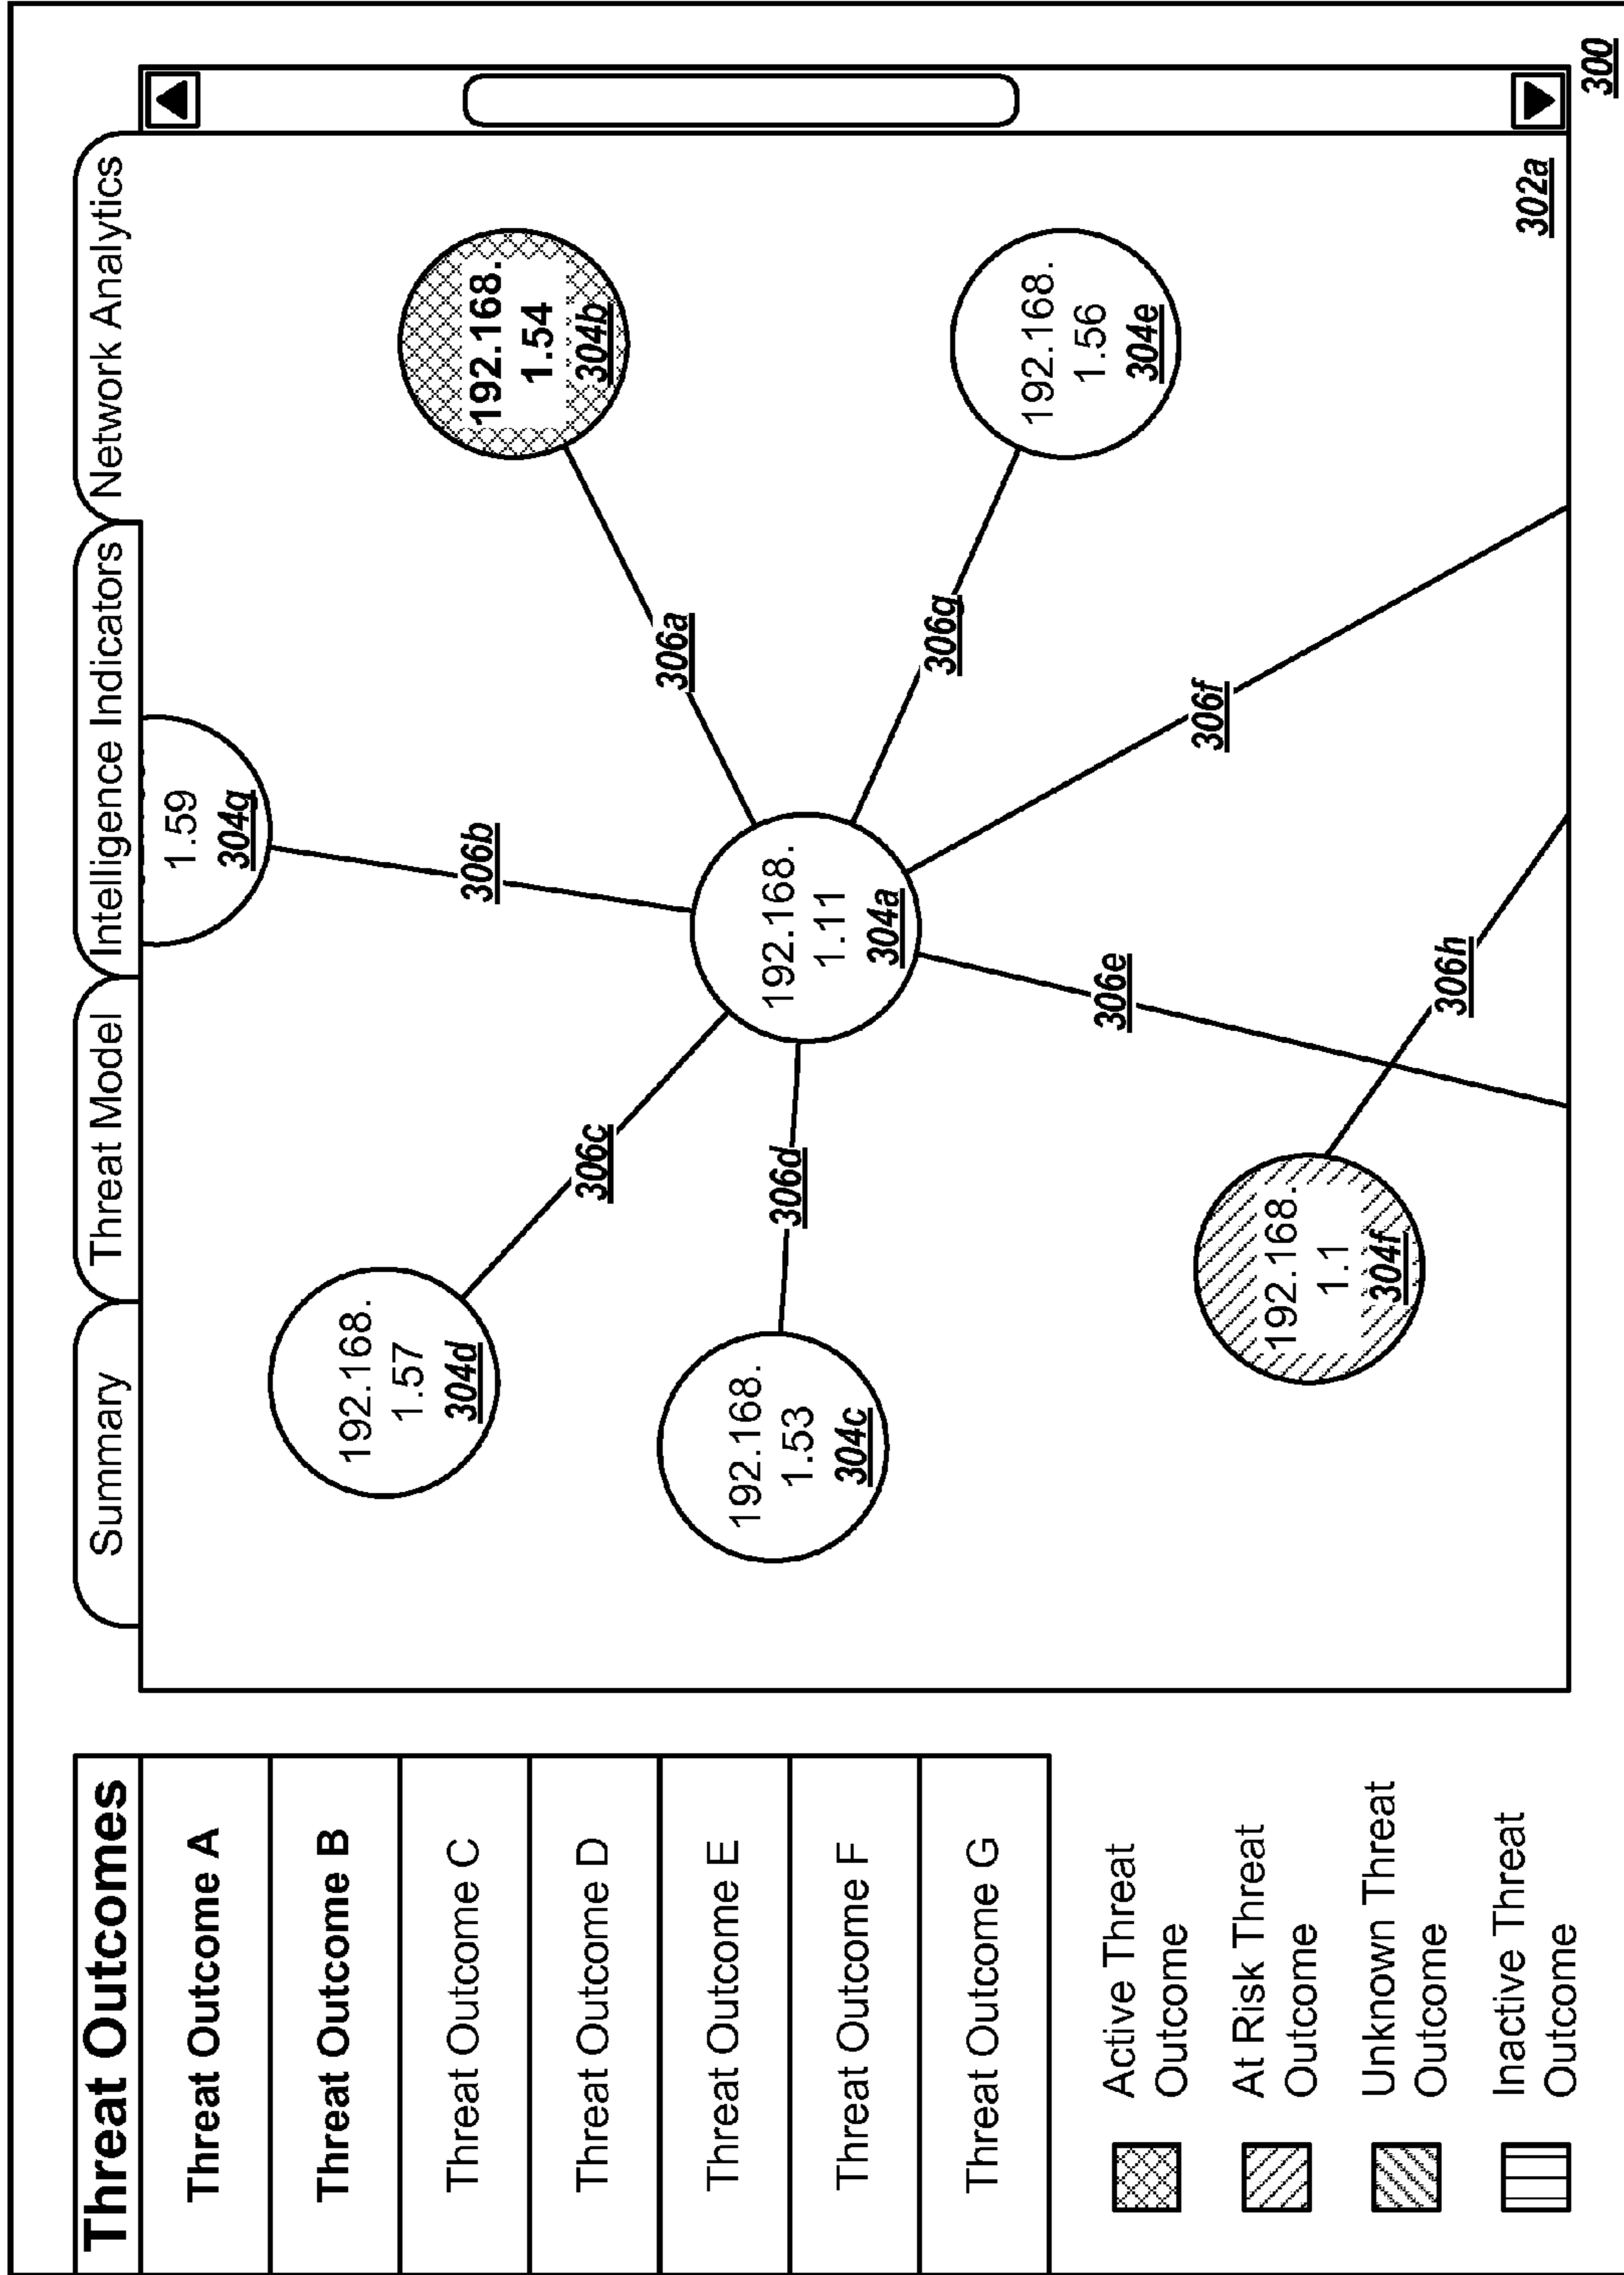 Threat Outcomes
Threat Outcome A
Threat Outcome B
Threat Outcome C
Threat Outcome D
Threat Outcome E
Threat Outcome F
Threat Outcome G
Active Threat
Outcome
At Risk Threat
Outcome
Unknown Threat
Outcome
Inactive Threat
Outcome
Summary
Threat Model
Intelligence Indicators
Network Analytics
1.59
304g
192.168.
1.57
304d
192.168.
1.54
304b
306b
306c
306a
192.168.
1.53
304c
306d
192.168.
1.11
304a
306g
192.168.
1.56
304e
306e
306f
192.168.
1.1
304f
306h
302a
300